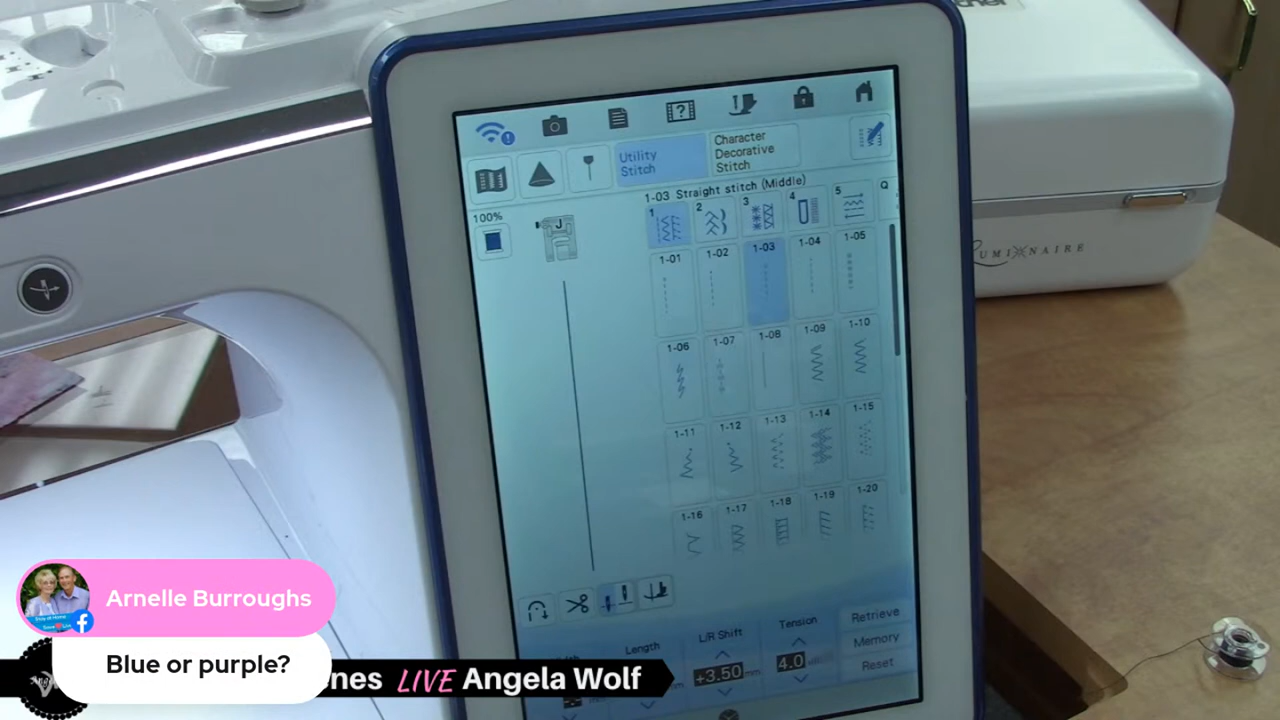 Utility
Stitch
Character
Decorative
Stitch
1-03 Straight stitch (Middle)
100%
J
1 2 3 4 5 Q
1-01 1-02 1-03 1-04 1-05
1-06 1-07 1-08 1-09 1-10
1-11 1-12 1-13 1-14 1-15
1-16 1-17 1-18 1-19 1-20
Length
L/R Shift
+3.50 mm
Tension
4.0
Retrieve
Memory
Reset
LUMINAIRE
Arnelle Burroughs
Blue or purple?
nes LIVE Angela Wolf